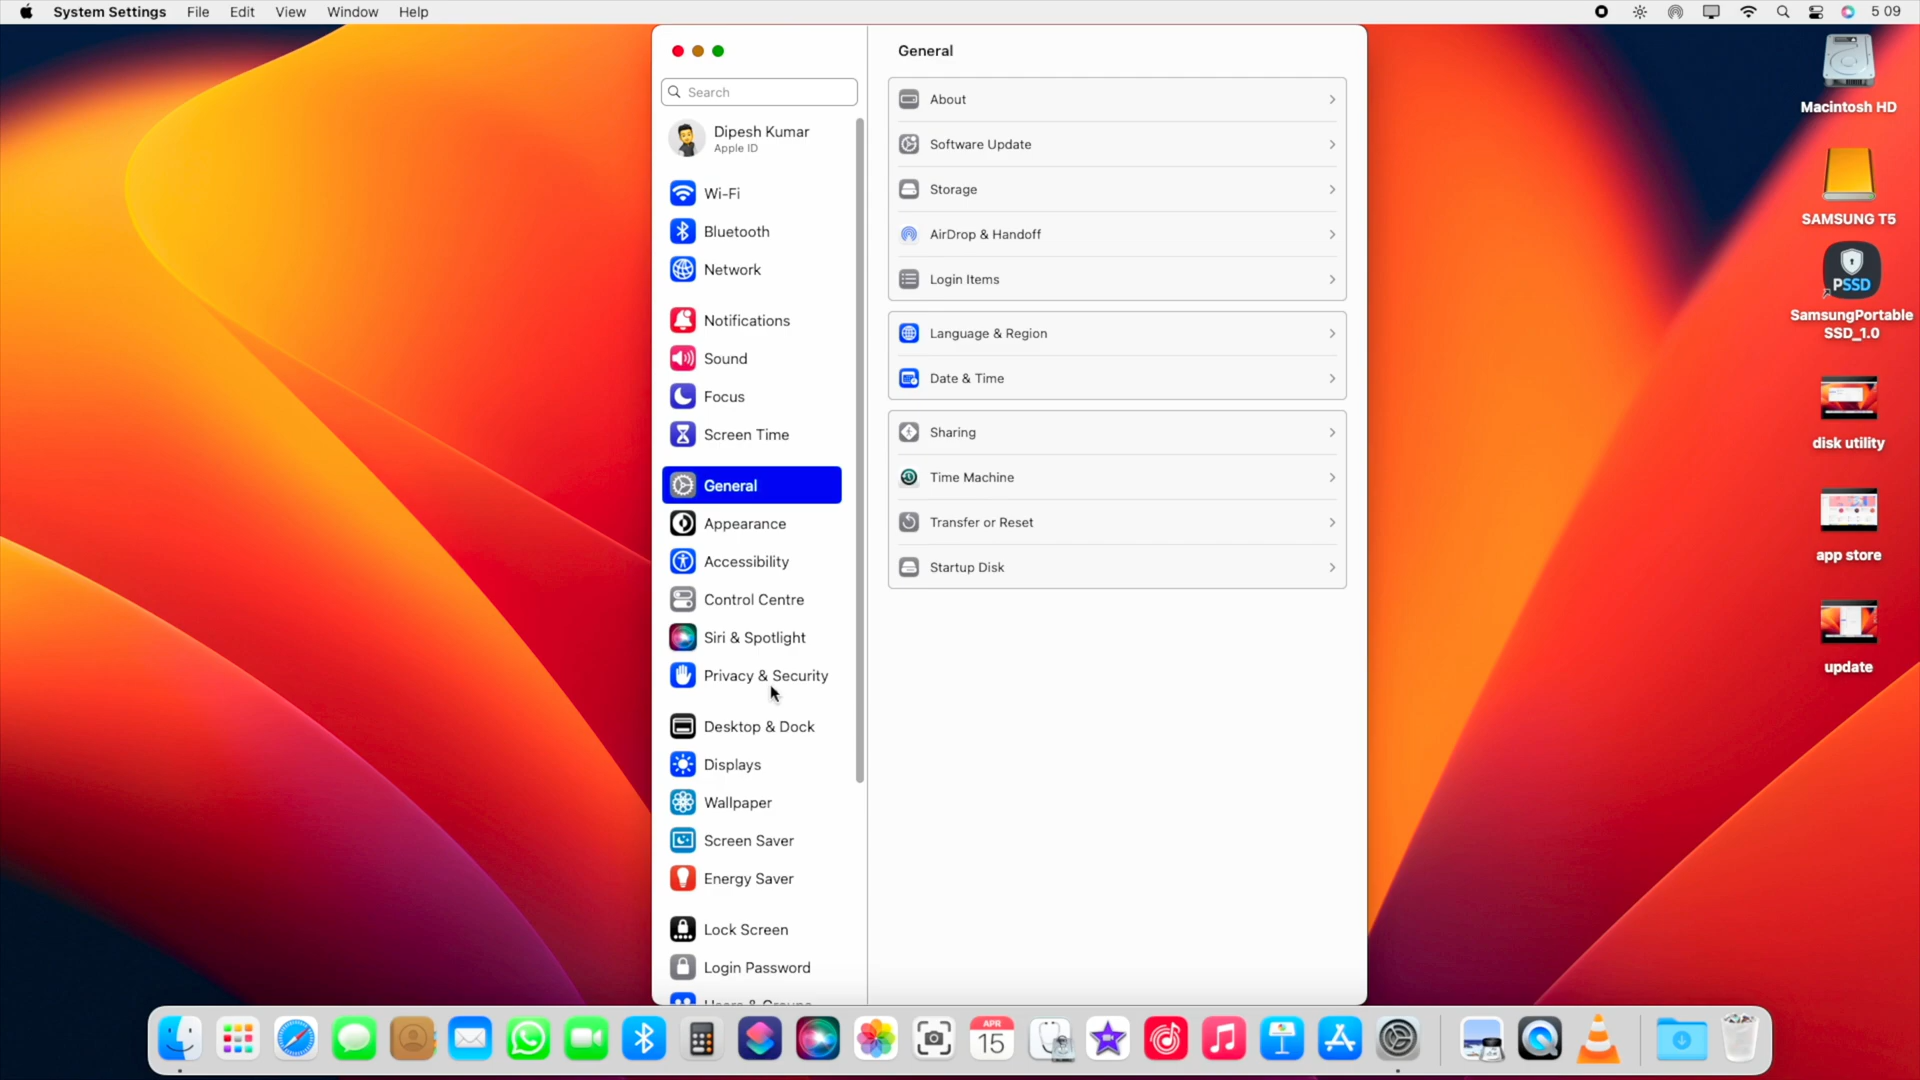 System Settings File Edit View Window Help
5 09
General
Search
Dipesh Kumar
Apple ID
Wi-Fi
Bluetooth
Network
Notifications
Sound
Focus
Screen Time
General
Appearance
Accessibility
Control Centre
Siri & Spotlight
Privacy & Security
Desktop & Dock
Displays
Wallpaper
Screen Saver
Energy Saver
Lock Screen
Login Password
About
Software Update
Storage
AirDrop & Handoff
Login Items
Language & Region
Date & Time
Sharing
Time Machine
Transfer or Reset
Startup Disk
Macintosh HD
SAMSUNG T5
PSSD
SamsungPortable
SSD_1.0
disk utility
app store
update
APR
15